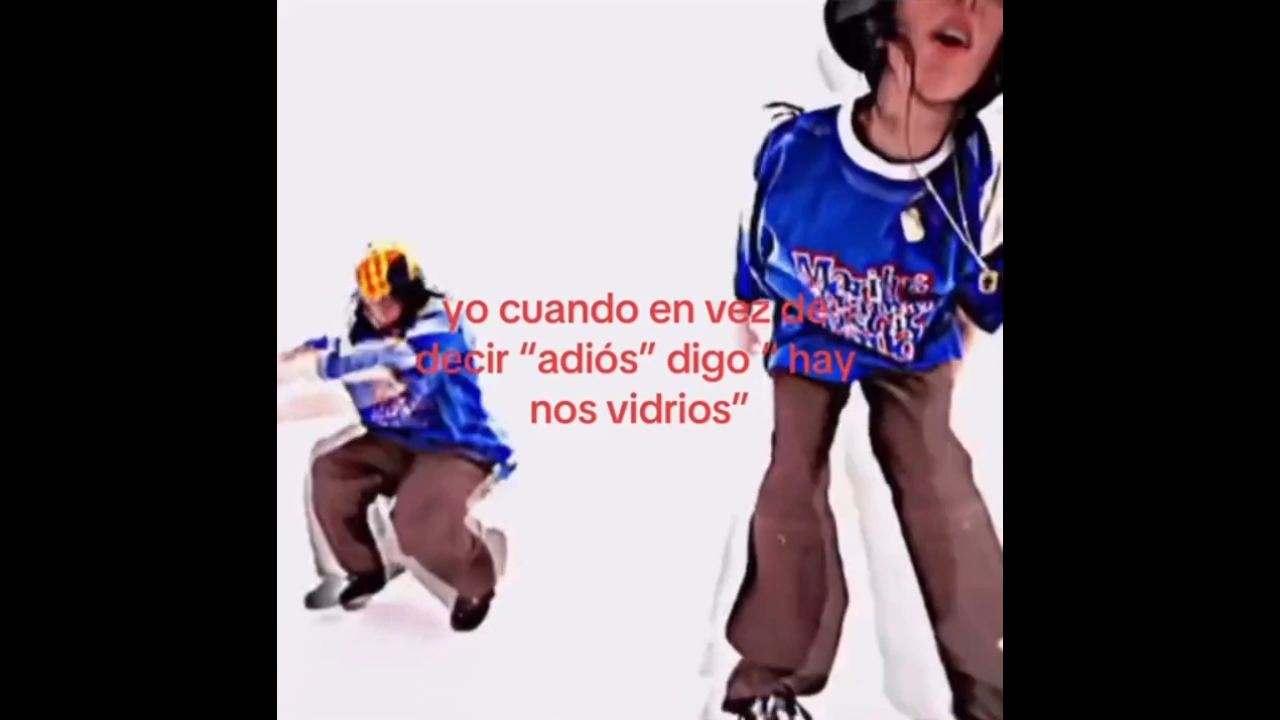 yo cuando en vez de
decir “adiós” digo “ hay
nos vidrios”